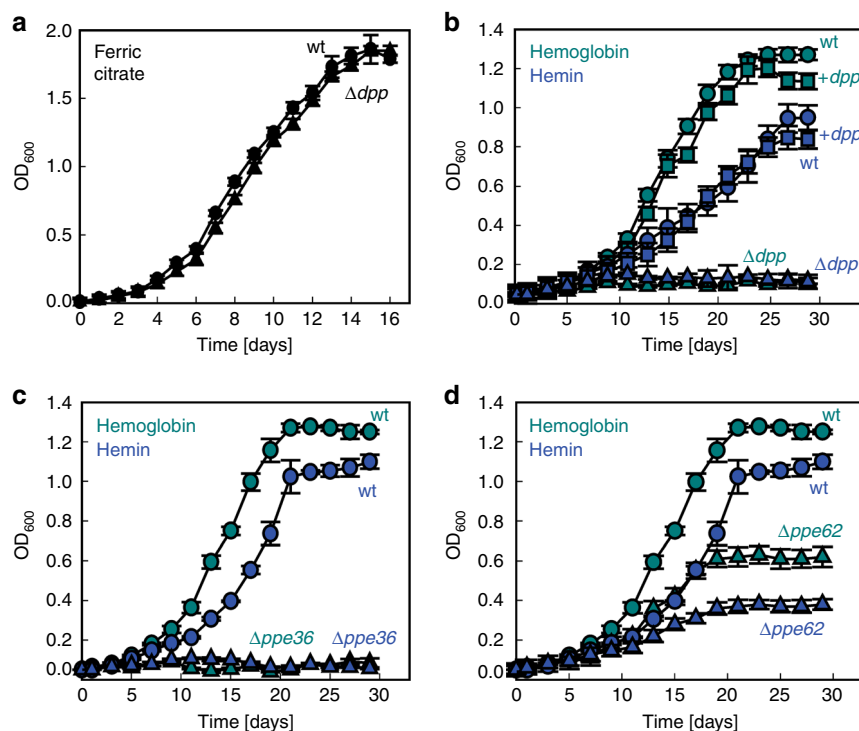 a
Ferric
citrate
wt
Δdpp
OD600
2.0
1.5
1.0
0.5
0.0
0 2 4 6 8 10 12 14 16
Time [days]
b
Hemoglobin
Hemin
wt
+dpp
+dpp
wt
Δdpp
Δdpp
OD600
1.4
1.2
1.0
0.8
0.6
0.4
0.2
0.0
0 5 10 15 20 25 30
Time [days]
c
Hemoglobin
Hemin
wt
wt
Δppe36
Δppe36
OD600
1.4
1.2
1.0
0.8
0.6
0.4
0.2
0.0
0 5 10 15 20 25 30
Time [days]
d
Hemoglobin
Hemin
wt
wt
Δppe62
Δppe62
OD600
1.4
1.2
1.0
0.8
0.6
0.4
0.2
0.0
0 5 10 15 20 25 30
Time [days]